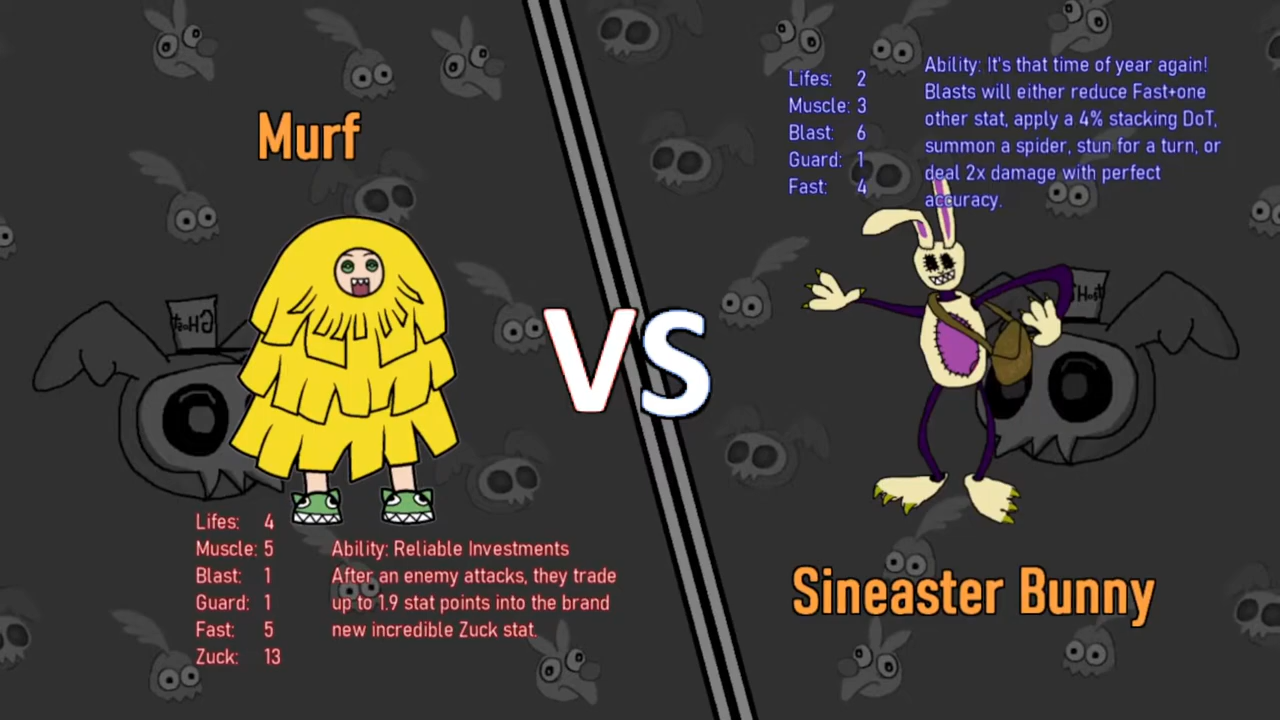 Murf
Lifes: 4
Muscle: 5
Blast: 1
Guard: 1
Fast: 5
Zuck: 13
Ability: Reliable Investments
After an enemy attacks, they trade
up to 1.9 stat points into the brand
new incredible Zuck stat.
VS
Lifes: 2
Muscle: 3
Blast: 6
Guard: 1
Fast: 4
Ability: It's that time of year again!
Blasts will either reduce Fast+one
other stat, apply a 4% stacking DoT,
summon a spider, stun for a turn, or
deal 2x damage with perfect
accuracy.
Sineaster Bunny